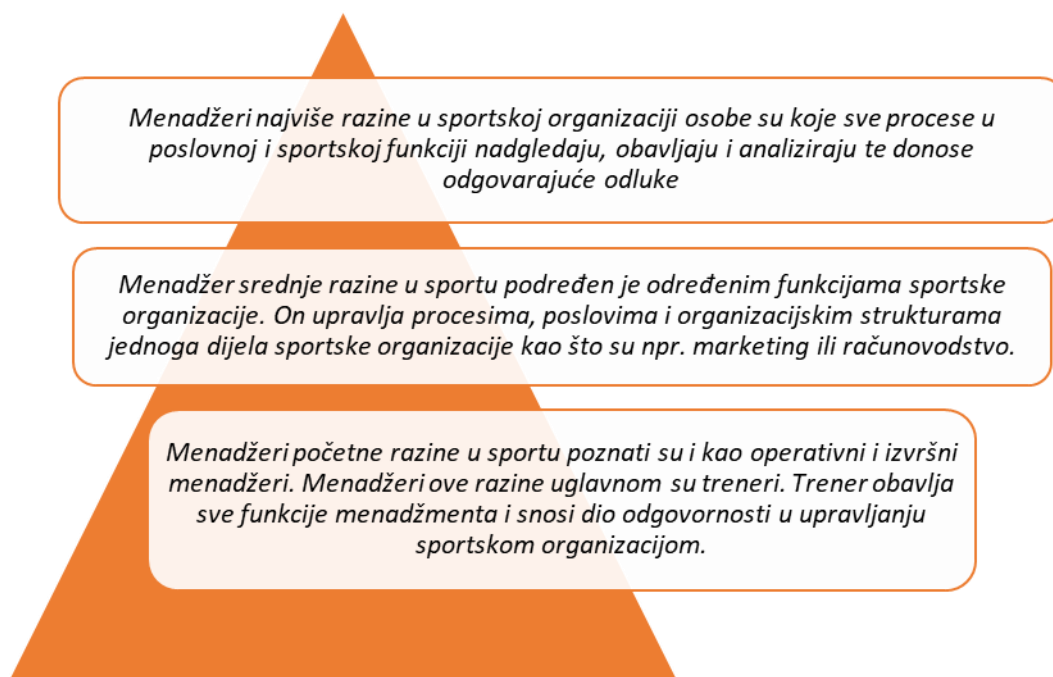 Menadžeri najviše razine u sportskoj organizaciji osobe su koje sve procese u
poslovnoj i sportskoj funkciji nadgledaju, obavljaju i analiziraju te donose
odgovarajuće odluke
Menadžer srednje razine u sportu podređen je određenim funkcijama sportske
organizacije. On upravlja procesima, poslovima i organizacijskim strukturama
jednoga dijela sportske organizacije kao što su npr. marketing ili računovodstvo.
Menadžeri početne razine u sportu poznati su i kao operativni i izvršni
menadžeri. Menadžeri ove razine uglavnom su treneri. Trener obavlja
sve funkcije menadžmenta i snosi dio odgovornosti u upravljanju
sportskom organizacijom.